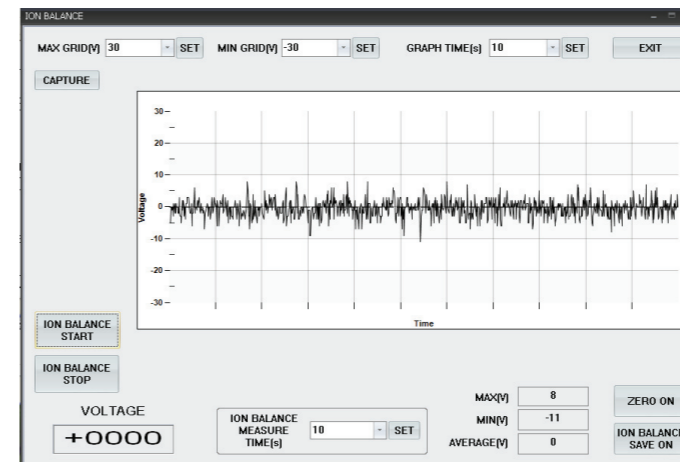 ION BALANCE
MAX GRID[V] 30 SET MIN GRID[V] -30 SET GRAPH TIME[s] 10 SET EXIT
CAPTURE
30
20
10
0
-10
-20
-30
Voltage
Time
ION BALANCE
START
ION BALANCE
STOP
VOLTAGE
+0000
ION BALANCE
MEASURE
TIME[s]
10 SET
MAX[V] 8
MIN[V] -11
AVERAGE[V] 0
ZERO ON
ION BALANCE
SAVE ON